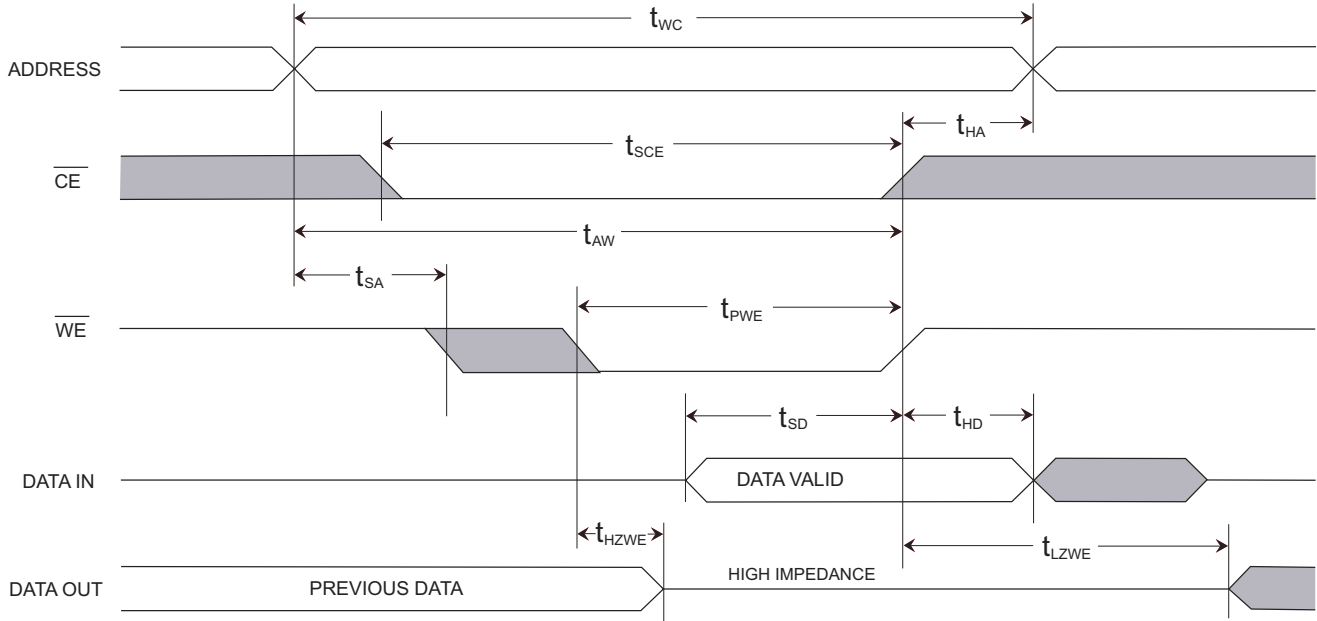 tWC
ADDRESS
tHA
tSCE
CE
tAW
tSA
tPWE
WE
tSD
tHD
DATA IN
DATA VALID
tHZWE
tLZWE
DATA OUT
PREVIOUS DATA
HIGH IMPEDANCE